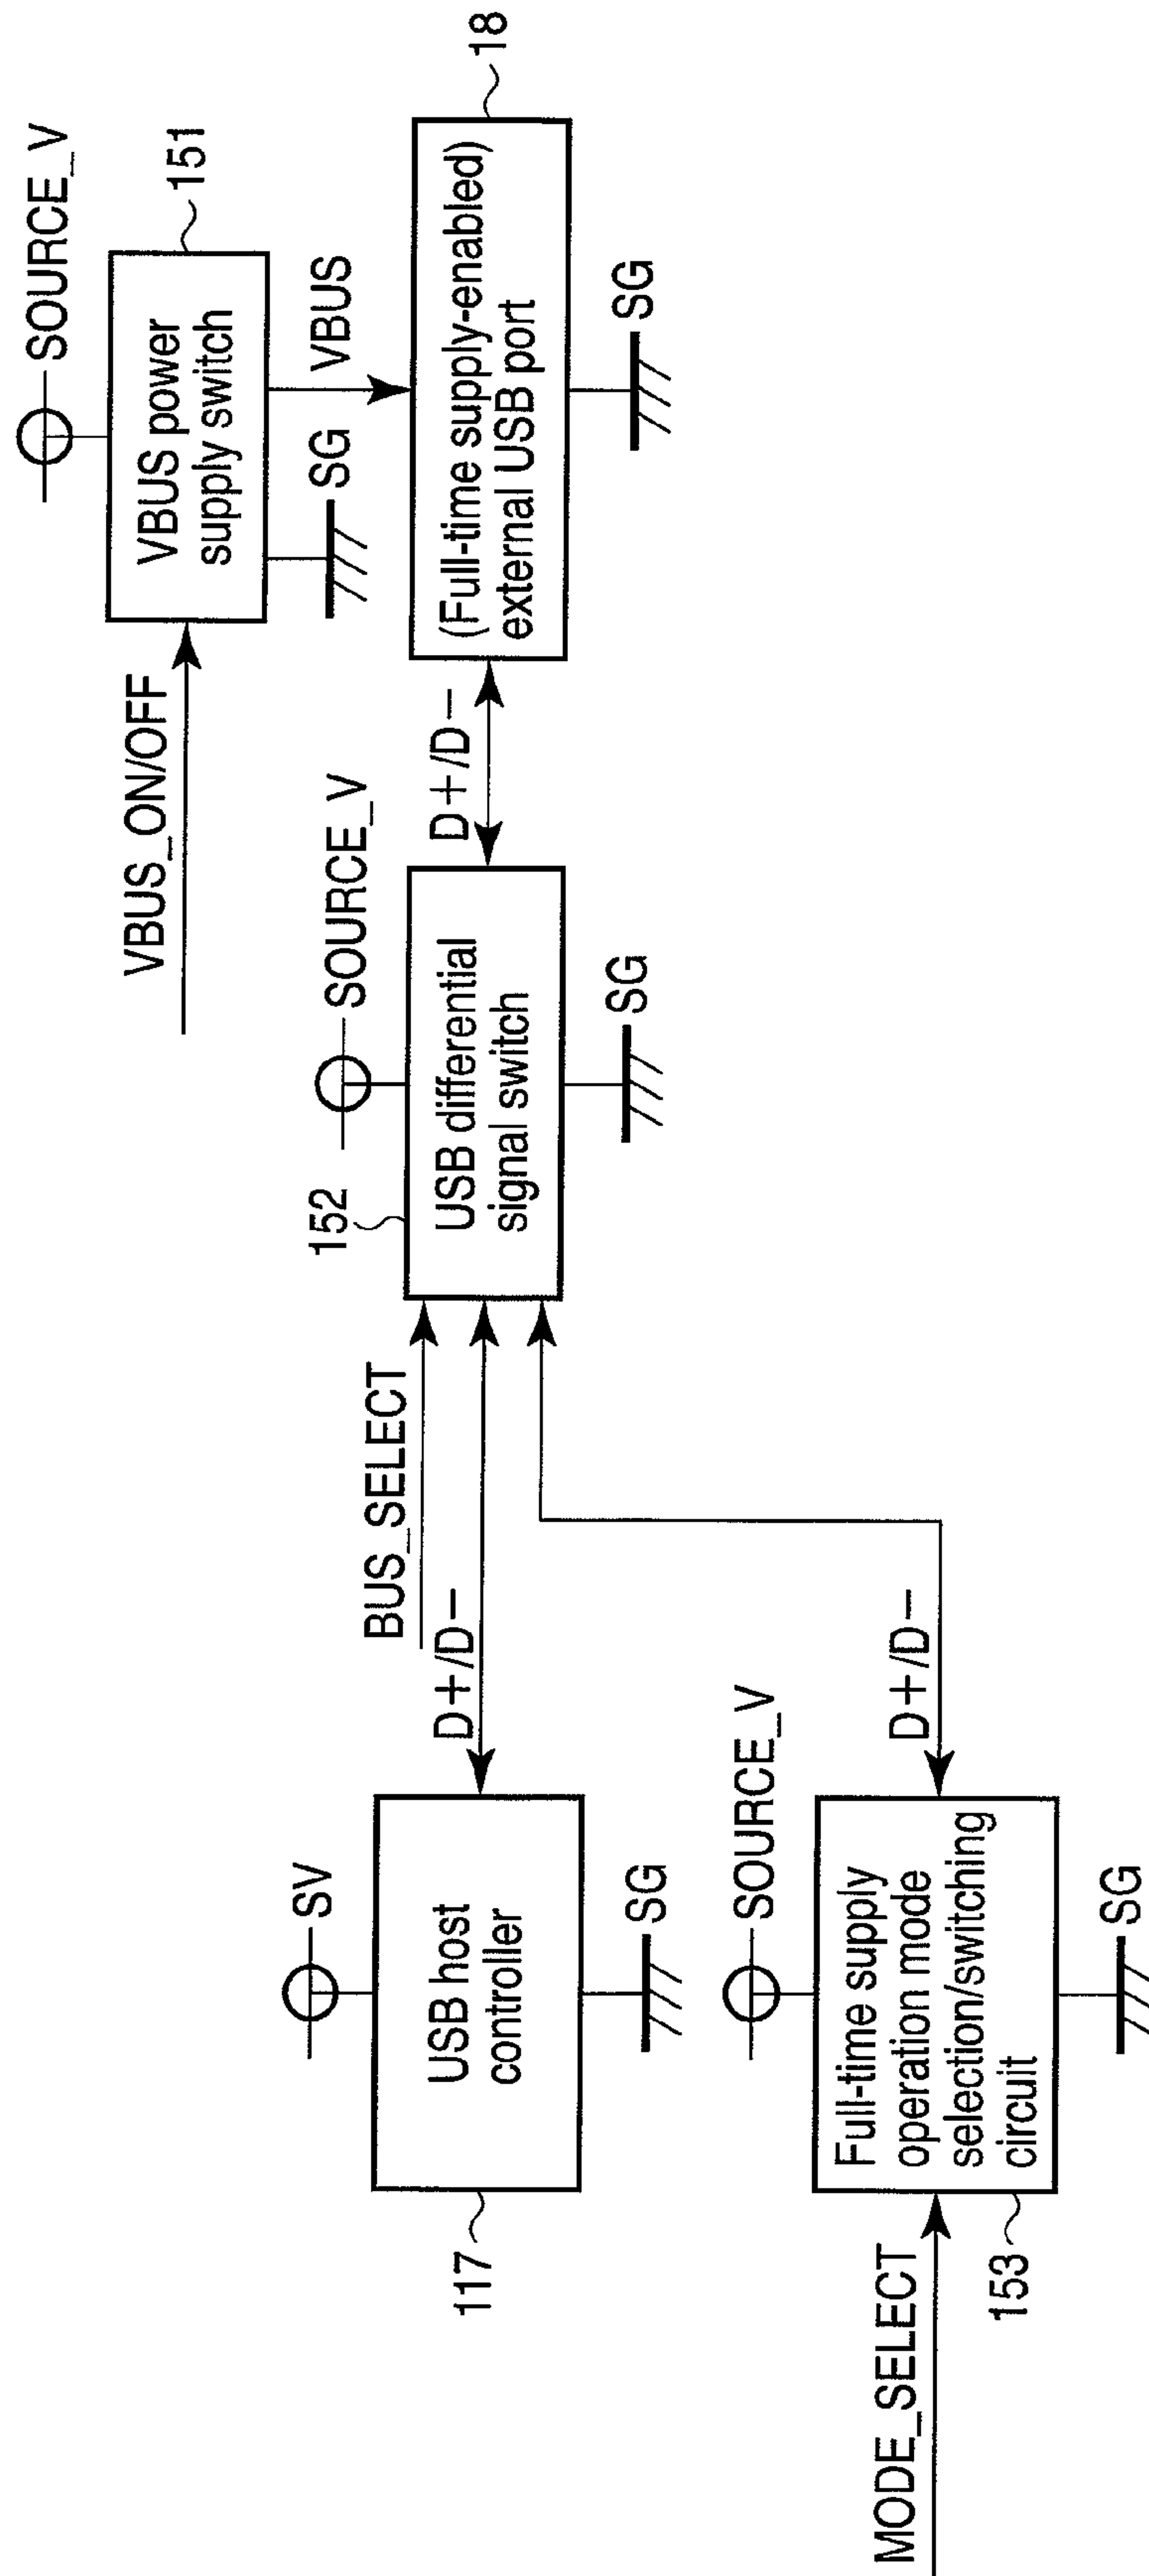 SOURCE_V
151
VBUS power
supply switch
VBUS_ON/OFF
SG
VBUS
18
(Full-time supply-enabled)
external USB port
SG
D+/D-
SOURCE_V
152
USB differential
signal switch
SG
BUS_SELECT
D+/D-
SV
USB host
controller
SG
117
SOURCE_V
D+/D-
Full-time supply
operation mode
selection/switching
circuit
SG
MODE_SELECT
153